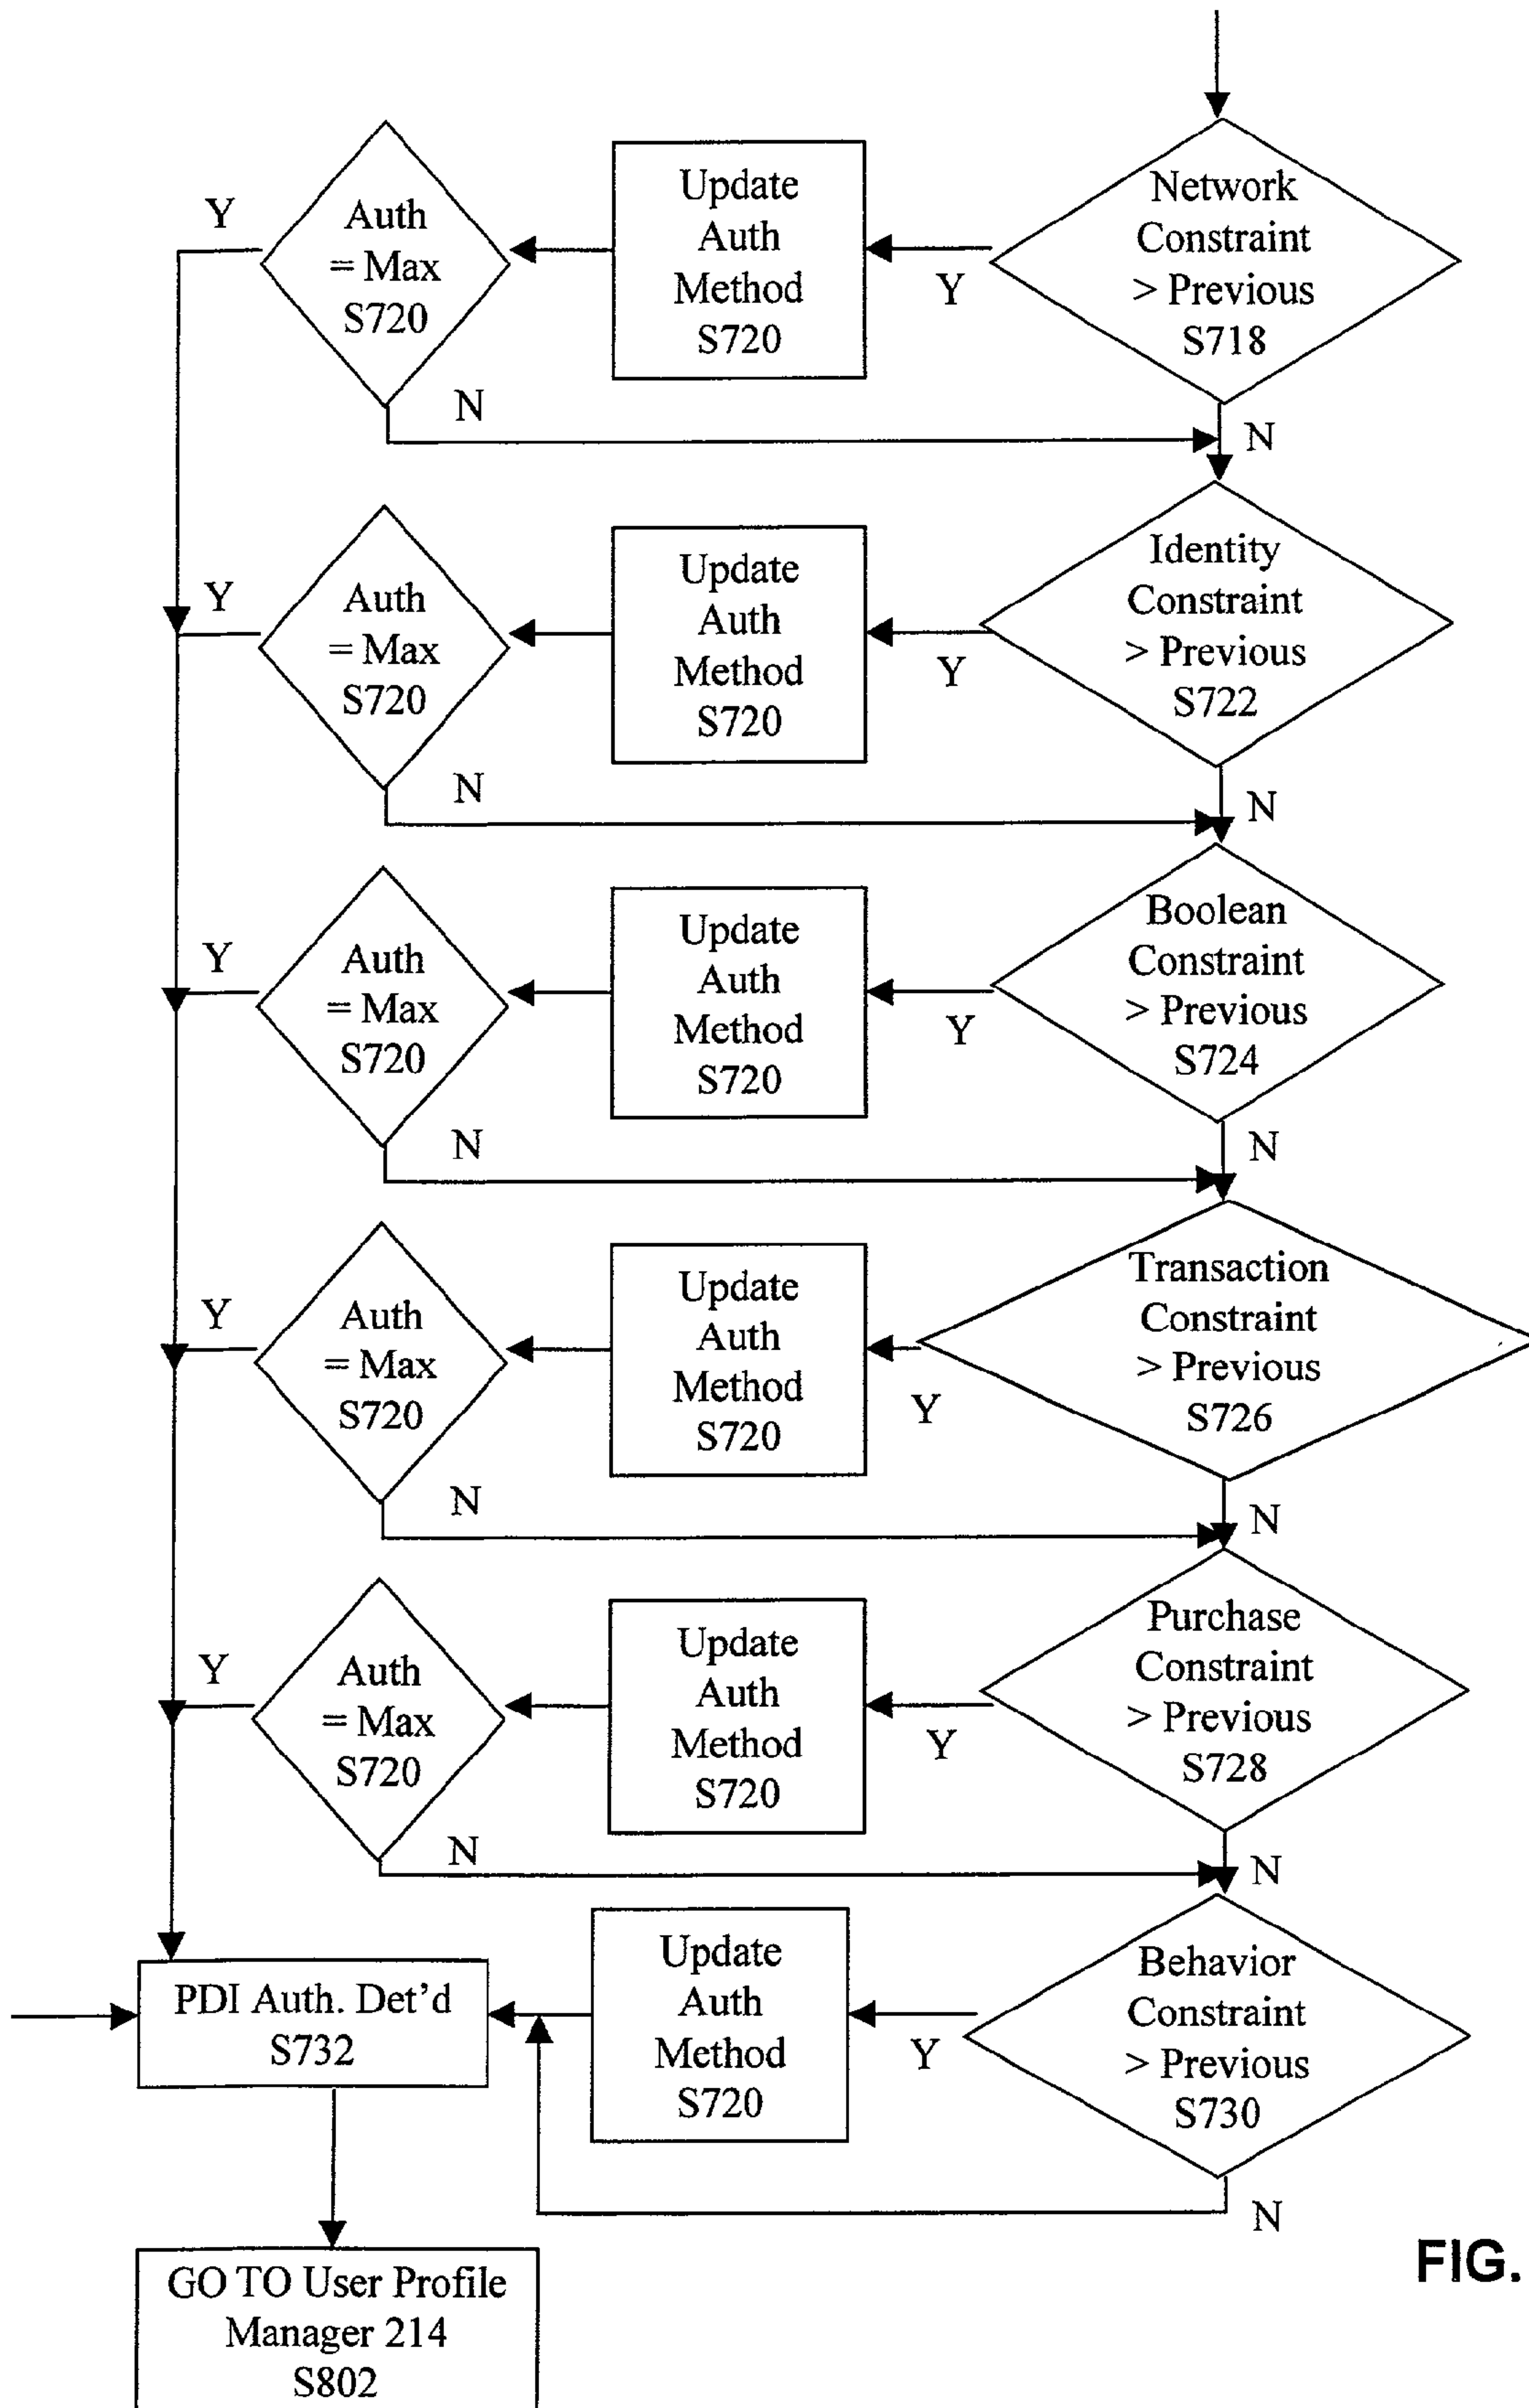 Y
Auth
= Max
S720
N
Update
Auth
Method
S720
Y
Network
Constraint
> Previous
S718
N
Y
Auth
= Max
S720
N
Update
Auth
Method
S720
Y
Identity
Constraint
> Previous
S722
N
Y
Auth
= Max
S720
N
Update
Auth
Method
S720
Y
Boolean
Constraint
> Previous
S724
N
Y
Auth
= Max
S720
N
Update
Auth
Method
S720
Y
Transaction
Constraint
> Previous
S726
N
Y
Auth
= Max
S720
N
Update
Auth
Method
S720
Y
Purchase
Constraint
> Previous
S728
N
PDI Auth. Det’d
S732
Update
Auth
Method
S720
Y
Behavior
Constraint
> Previous
S730
N
GO TO User Profile
Manager 214
S802
FIG.